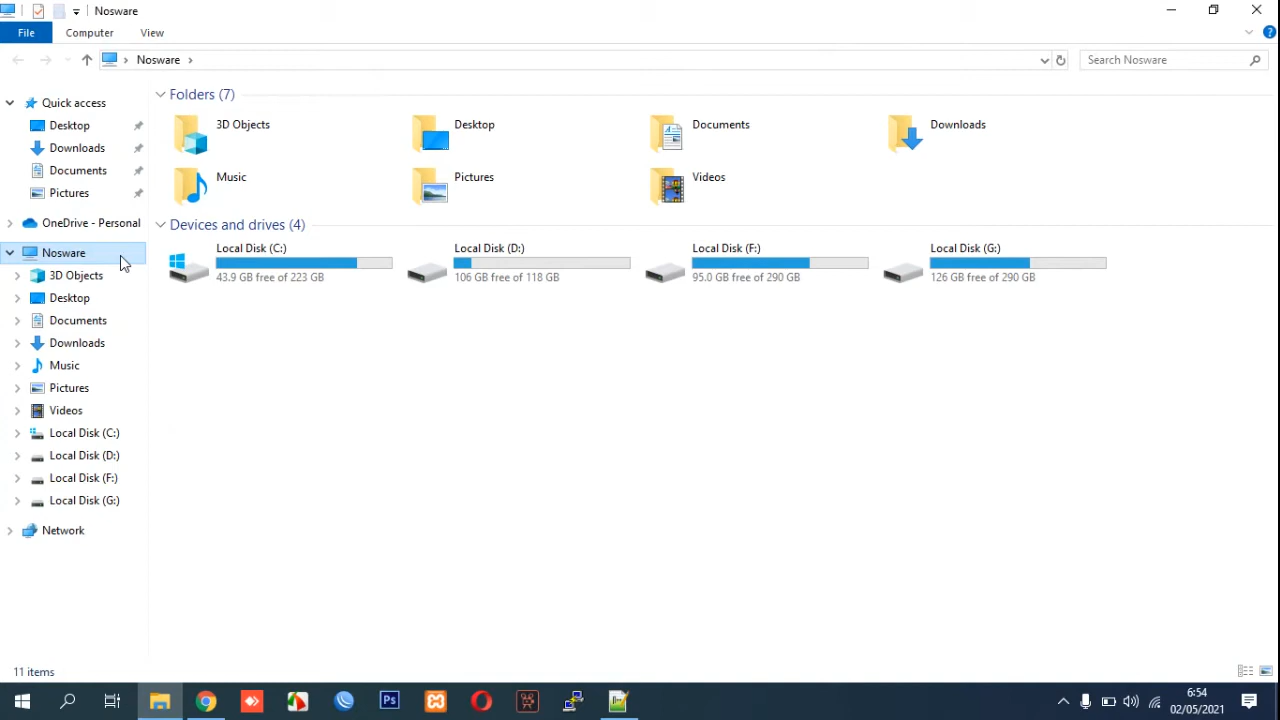 Nosware
File Computer View
Nosware
Search Nosware
Quick access
Desktop
Downloads
Documents
Pictures
OneDrive - Personal
Nosware
3D Objects
Desktop
Documents
Downloads
Music
Pictures
Videos
Local Disk (C:)
Local Disk (D:)
Local Disk (F:)
Local Disk (G:)
Network
Folders (7)
3D Objects
Desktop
Documents
Downloads
Music
Pictures
Videos
Devices and drives (4)
Local Disk (C:)
43.9 GB free of 223 GB
Local Disk (D:)
106 GB free of 118 GB
Local Disk (F:)
95.0 GB free of 290 GB
Local Disk (G:)
126 GB free of 290 GB
11 items
Ps
6:54
02/05/2021